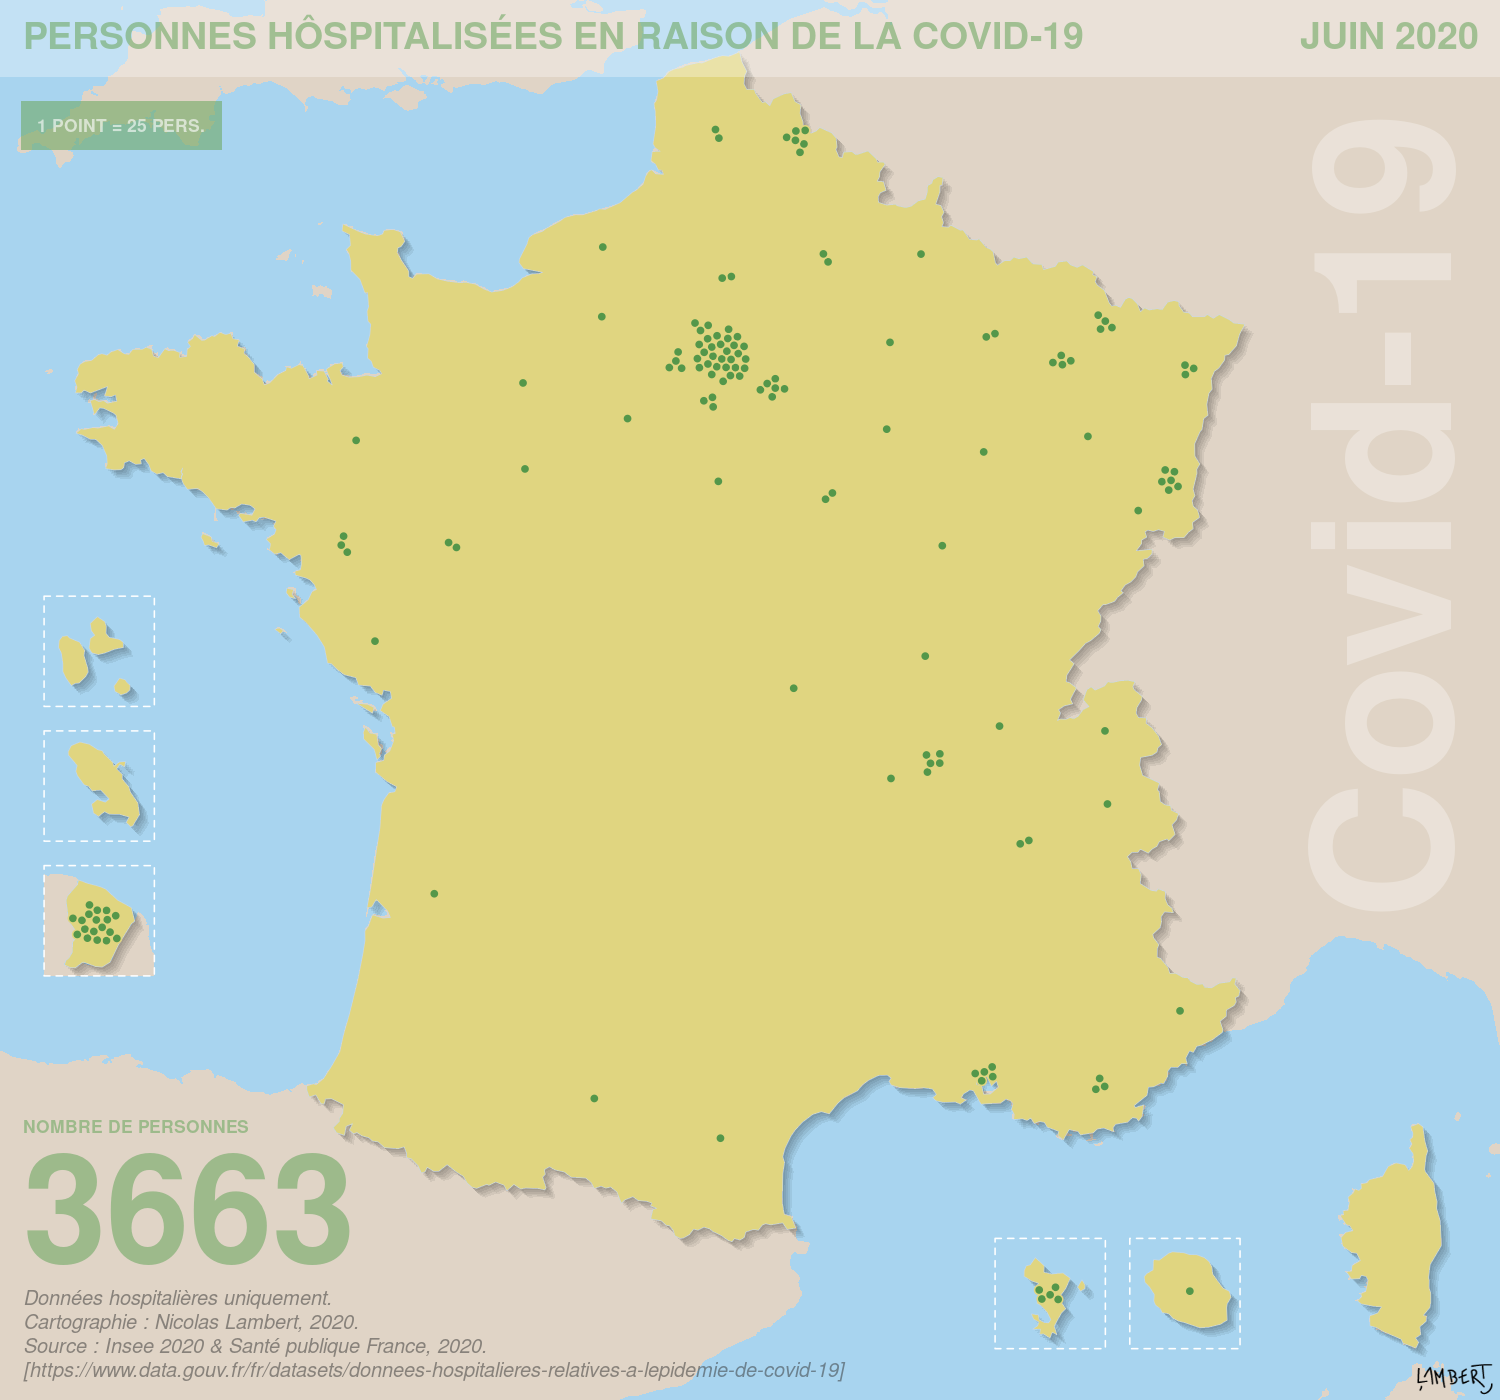 PERSONNES HÔSPITALISÉES EN RAISON DE LA COVID-19
JUIN 2020
1 POINT = 25 PERS.
Covid-19
NOMBRE DE PERSONNES
3663
Données hospitalières uniquement.
Cartographie : Nicolas Lambert, 2020.
Source : Insee 2020 & Santé publique France, 2020.
[https://www.data.gouv.fr/fr/datasets/donnees-hospitalieres-relatives-a-lepidemie-de-covid-19]
LAMBERT